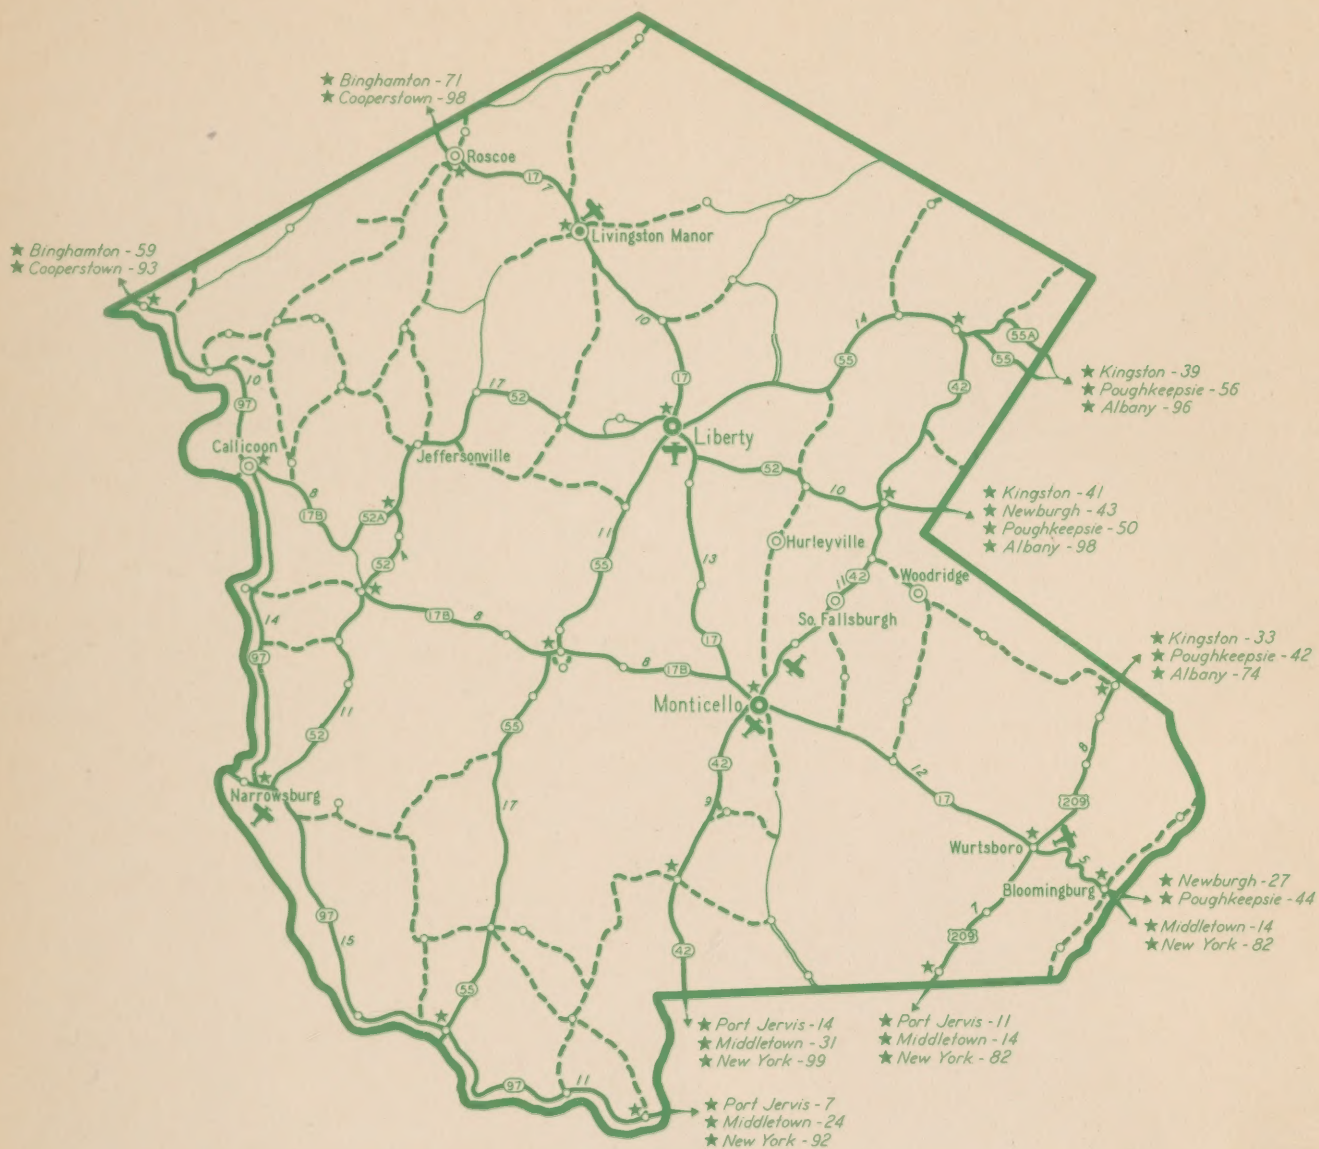 ★ Binghamton - 71
★ Cooperstown - 98
Roscoe
17
7
Livingston Manor
★ Binghamton - 59
★ Cooperstown - 93
10
97
10
17
14
55
55A
55
42
★ Kingston - 39
★ Poughkeepsie - 56
★ Albany - 96
17
52
Liberty
Callicoon
Jeffersonville
52
10
★ Kingston - 41
★ Newburgh - 43
★ Poughkeepsie - 50
★ Albany - 98
8
17B
52A
52
11
55
13
Hurleyville
11
42
Woodridge
So. Fallsburgh
14
97
17B
8
17
8
17B
★ Kingston - 33
★ Poughkeepsie - 42
★ Albany - 74
Monticello
11
52
55
42
12
17
8
209
Narrowsburg
17
9
Wurtsboro
5
Bloomingburg
★ Newburgh - 27
★ Poughkeepsie - 44
★ Middletown - 14
★ New York - 82
97
15
7
209
42
55
★ Port Jervis - 14
★ Middletown - 31
★ New York - 99
★ Port Jervis - 11
★ Middletown - 14
★ New York - 82
97
11
★ Port Jervis - 7
★ Middletown - 24
★ New York - 92